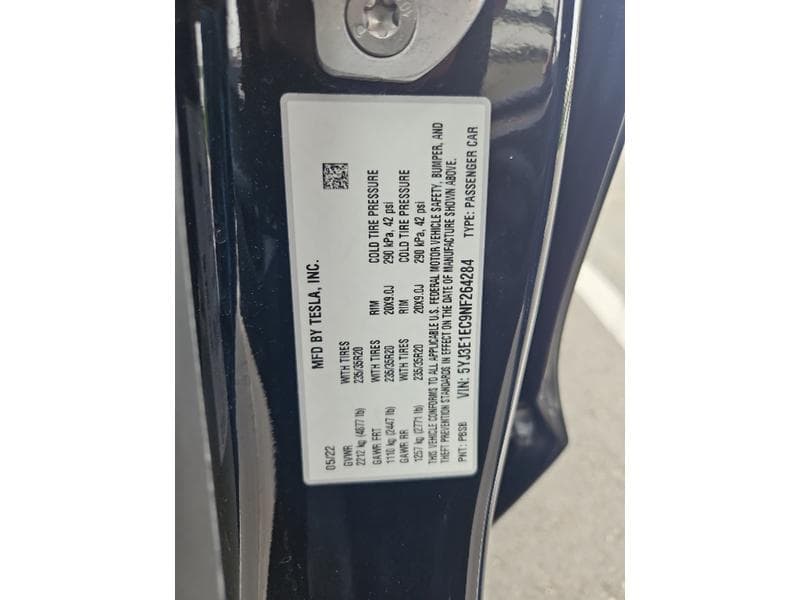 MFD BY TESLA, INC.
05/22
GVWR WITH TIRES RIM COLD TIRE PRESSURE
2212 kg (4877 lb) 235/35R20 20X9.0J 290 kPa, 42 psi
GAWR FRT WITH TIRES RIM COLD TIRE PRESSURE
1110 kg (2447 lb) 235/35R20 20X9.0J 290 kPa, 42 psi
GAWR RR WITH TIRES
1257 kg (2771 lb) 235/35R20
THIS VEHICLE CONFORMS TO ALL APPLICABLE U.S. FEDERAL MOTOR VEHICLE SAFETY, BUMPER, AND
THEFT PREVENTION STANDARDS IN EFFECT ON THE DATE OF MANUFACTURE SHOWN ABOVE.
PNT: PBSB VIN: 5YJ3E1EC9NF264284 TYPE: PASSENGER CAR